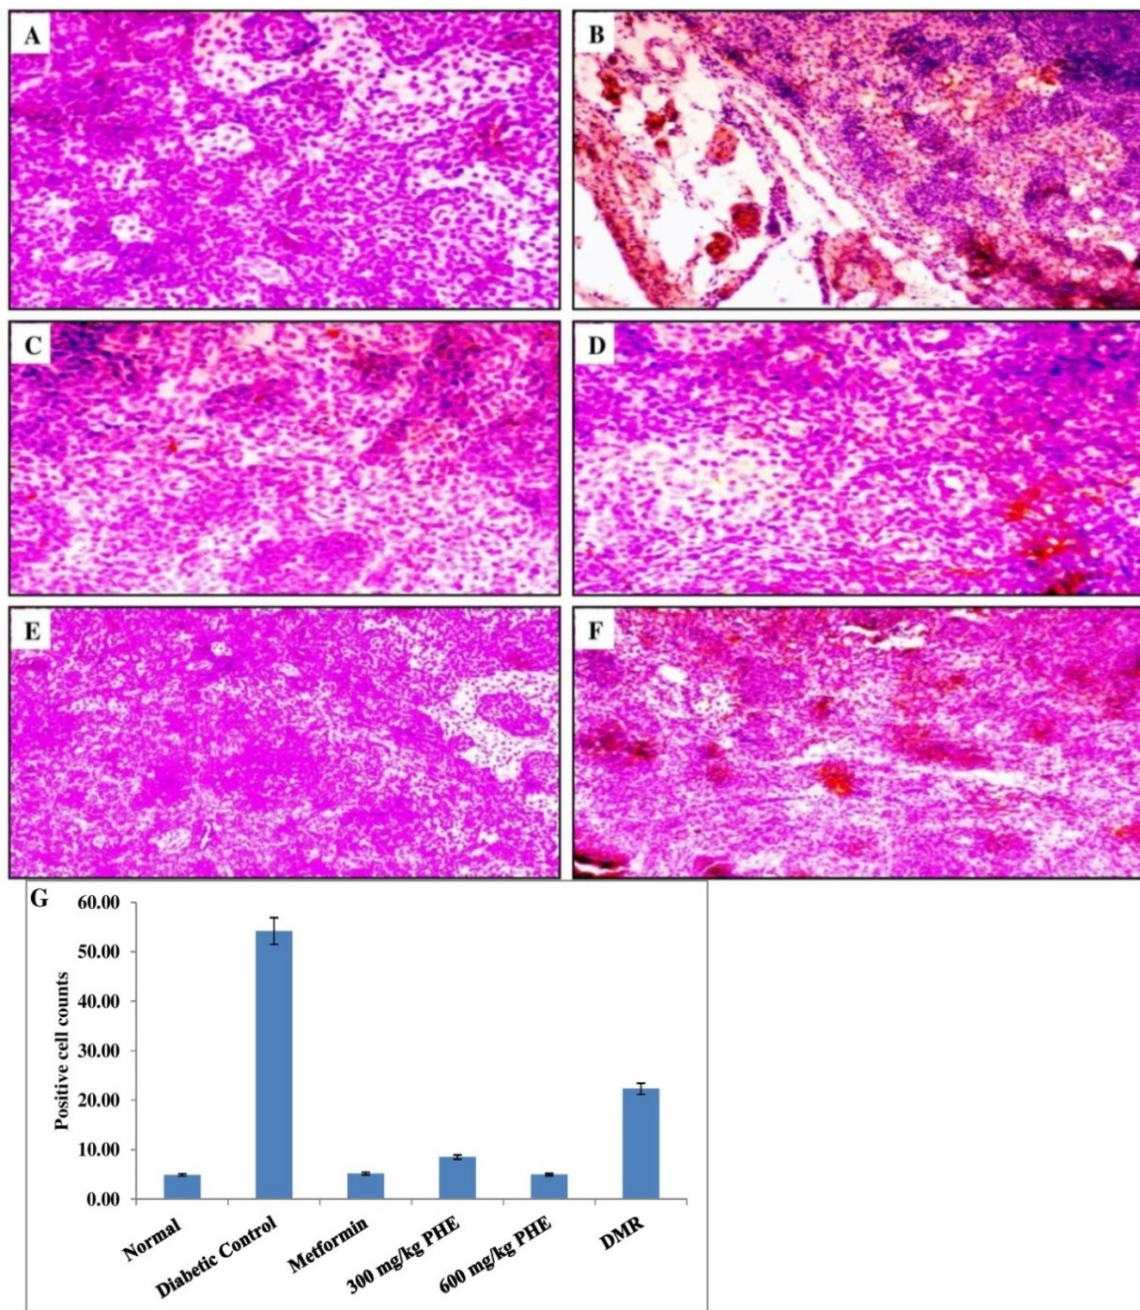 A
B
C
D
E
F
G
60.00
50.00
40.00
30.00
20.00
10.00
0.00
Positive cell counts
Normal
Diabetic Control
Metformin
300 mg/kg PHE
600 mg/kg PHE
DMR